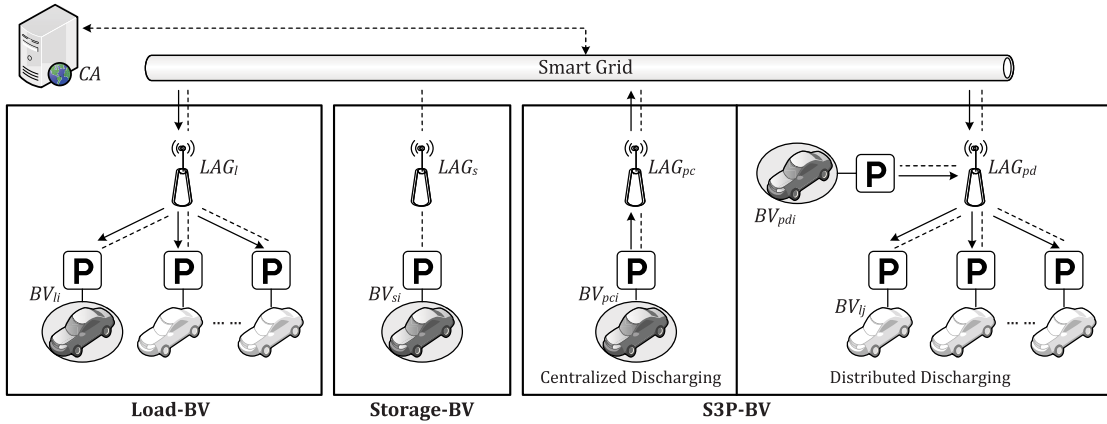 CA
Smart Grid
LAGl
LAGs
LAGpc
LAGpd
P
BVpdi
P
P
P
P
P
P
P
P
BVli
BVsi
BVpci
BVlj
... ...
... ...
Centralized Discharging
Distributed Discharging
Load-BV
Storage-BV
S3P-BV